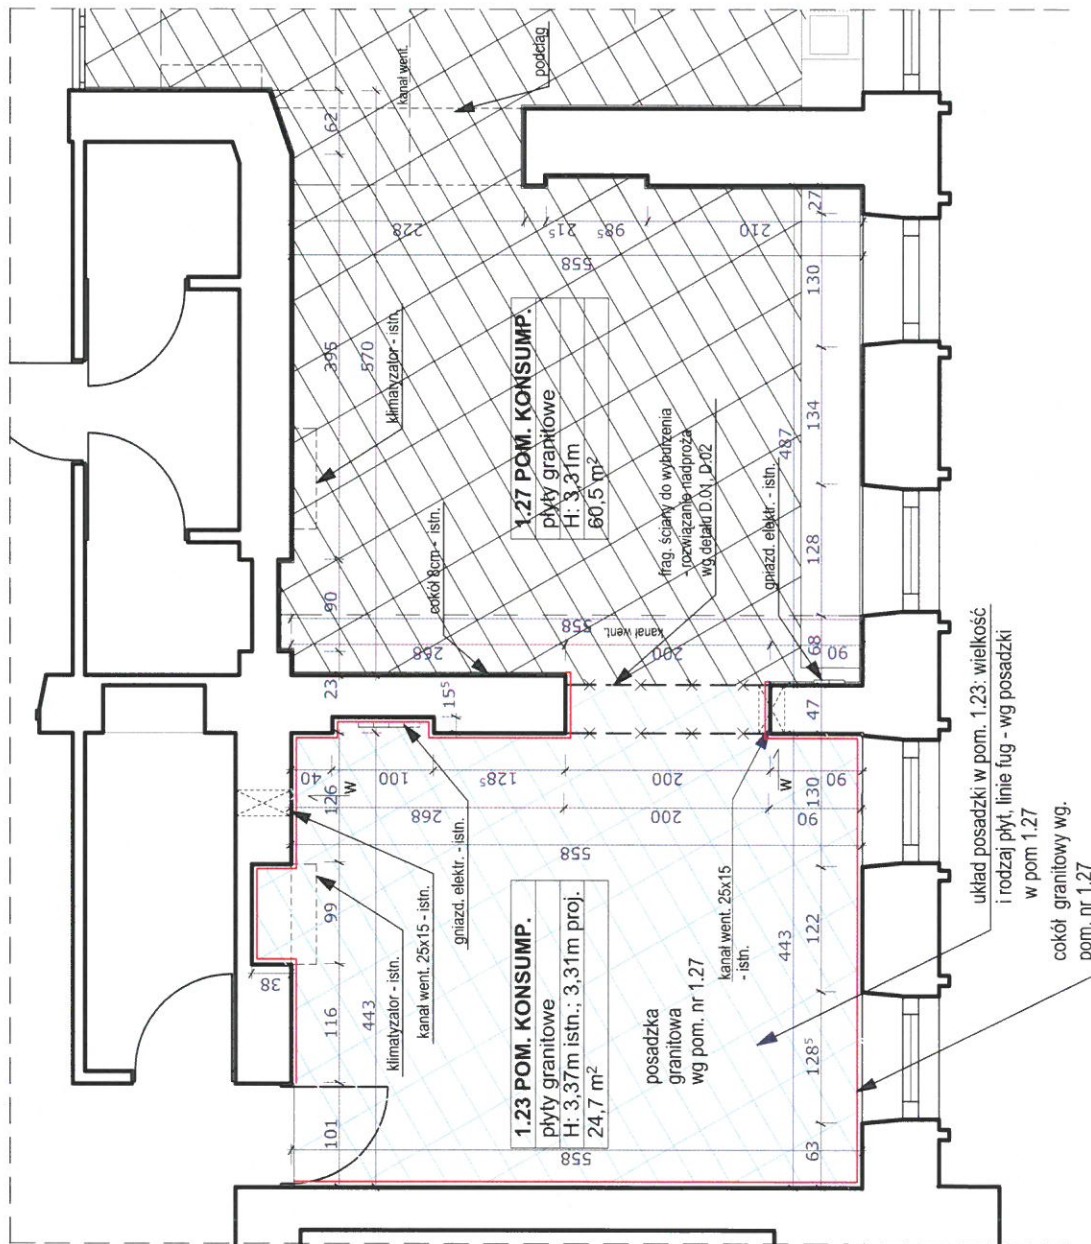 kanał went.
podciąg
62
228
21⁵
98⁵
210
27
558
130
395
570
klimatyzator - istn.
1.27 POM. KONSUMP.
płyty granitowe
H: 3,31m
60,5 m²
134
487
cokół 8cm - istn.
frag. ściany do wyburzenia
- rozwiązanie nadproża
wg detalu D.01, D.02
gniazd. elektr. - istn.
128
90
558
kanał went.
268
200
68
90
23
15⁵
47
40
100
128⁵
200
90
126
W
W
130
268
200
90
558
99
38
klimatyzator - istn.
kanał went. 25x15 - istn.
gniazd. elektr. - istn.
1.23 POM. KONSUMP.
płyty granitowe
H: 3,37m istn.; 3,31m proj.
24,7 m²
posadzka
granitowa
wg pom. nr 1.27
kanał went. 25x15
- istn.
443
122
116
443
128⁵
101
558
63
układ posadzki w pom. 1.23: wielkość
i rodzaj płyt, linie fug - wg posadzki
w pom 1.27
cokół granitowy wg.
pom. nr 1.27